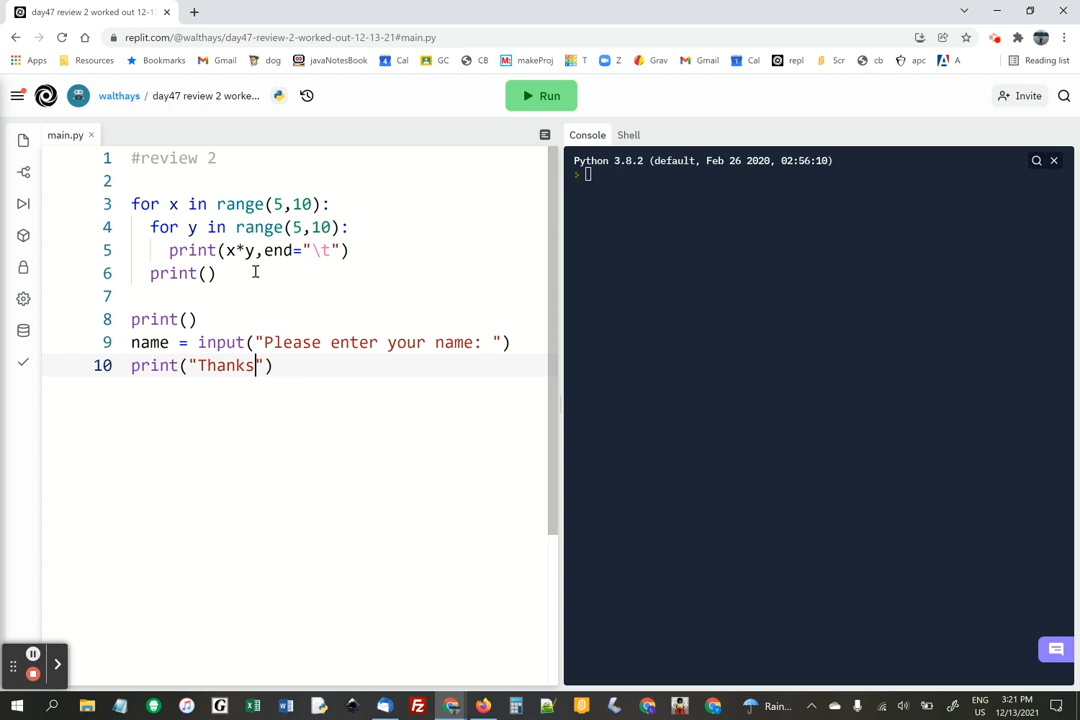 day47 review 2 worked-out 12-1
replit.com/@walthays/day47-review-2-worked-out-12-13-21#main.py
Apps Resources Bookmarks Gmail dog javaNotebook Cal GC CB makeProj T Z Grav Gmail Cal repl Scr cb apc A Reading list
walthays / day47 review 2 worke... Run Invite
main.py
1 #review 2
2
3 for x in range(5,10):
4 for y in range(5,10):
5 print(x*y,end="\t")
6 print()
7
8 print()
9 name = input("Please enter your name: ")
10 print("Thanks")
Console Shell
Python 3.8.2 (default, Feb 26 2020, 02:56:10)
>
Rain... ENG US 3:21 PM 12/13/2021